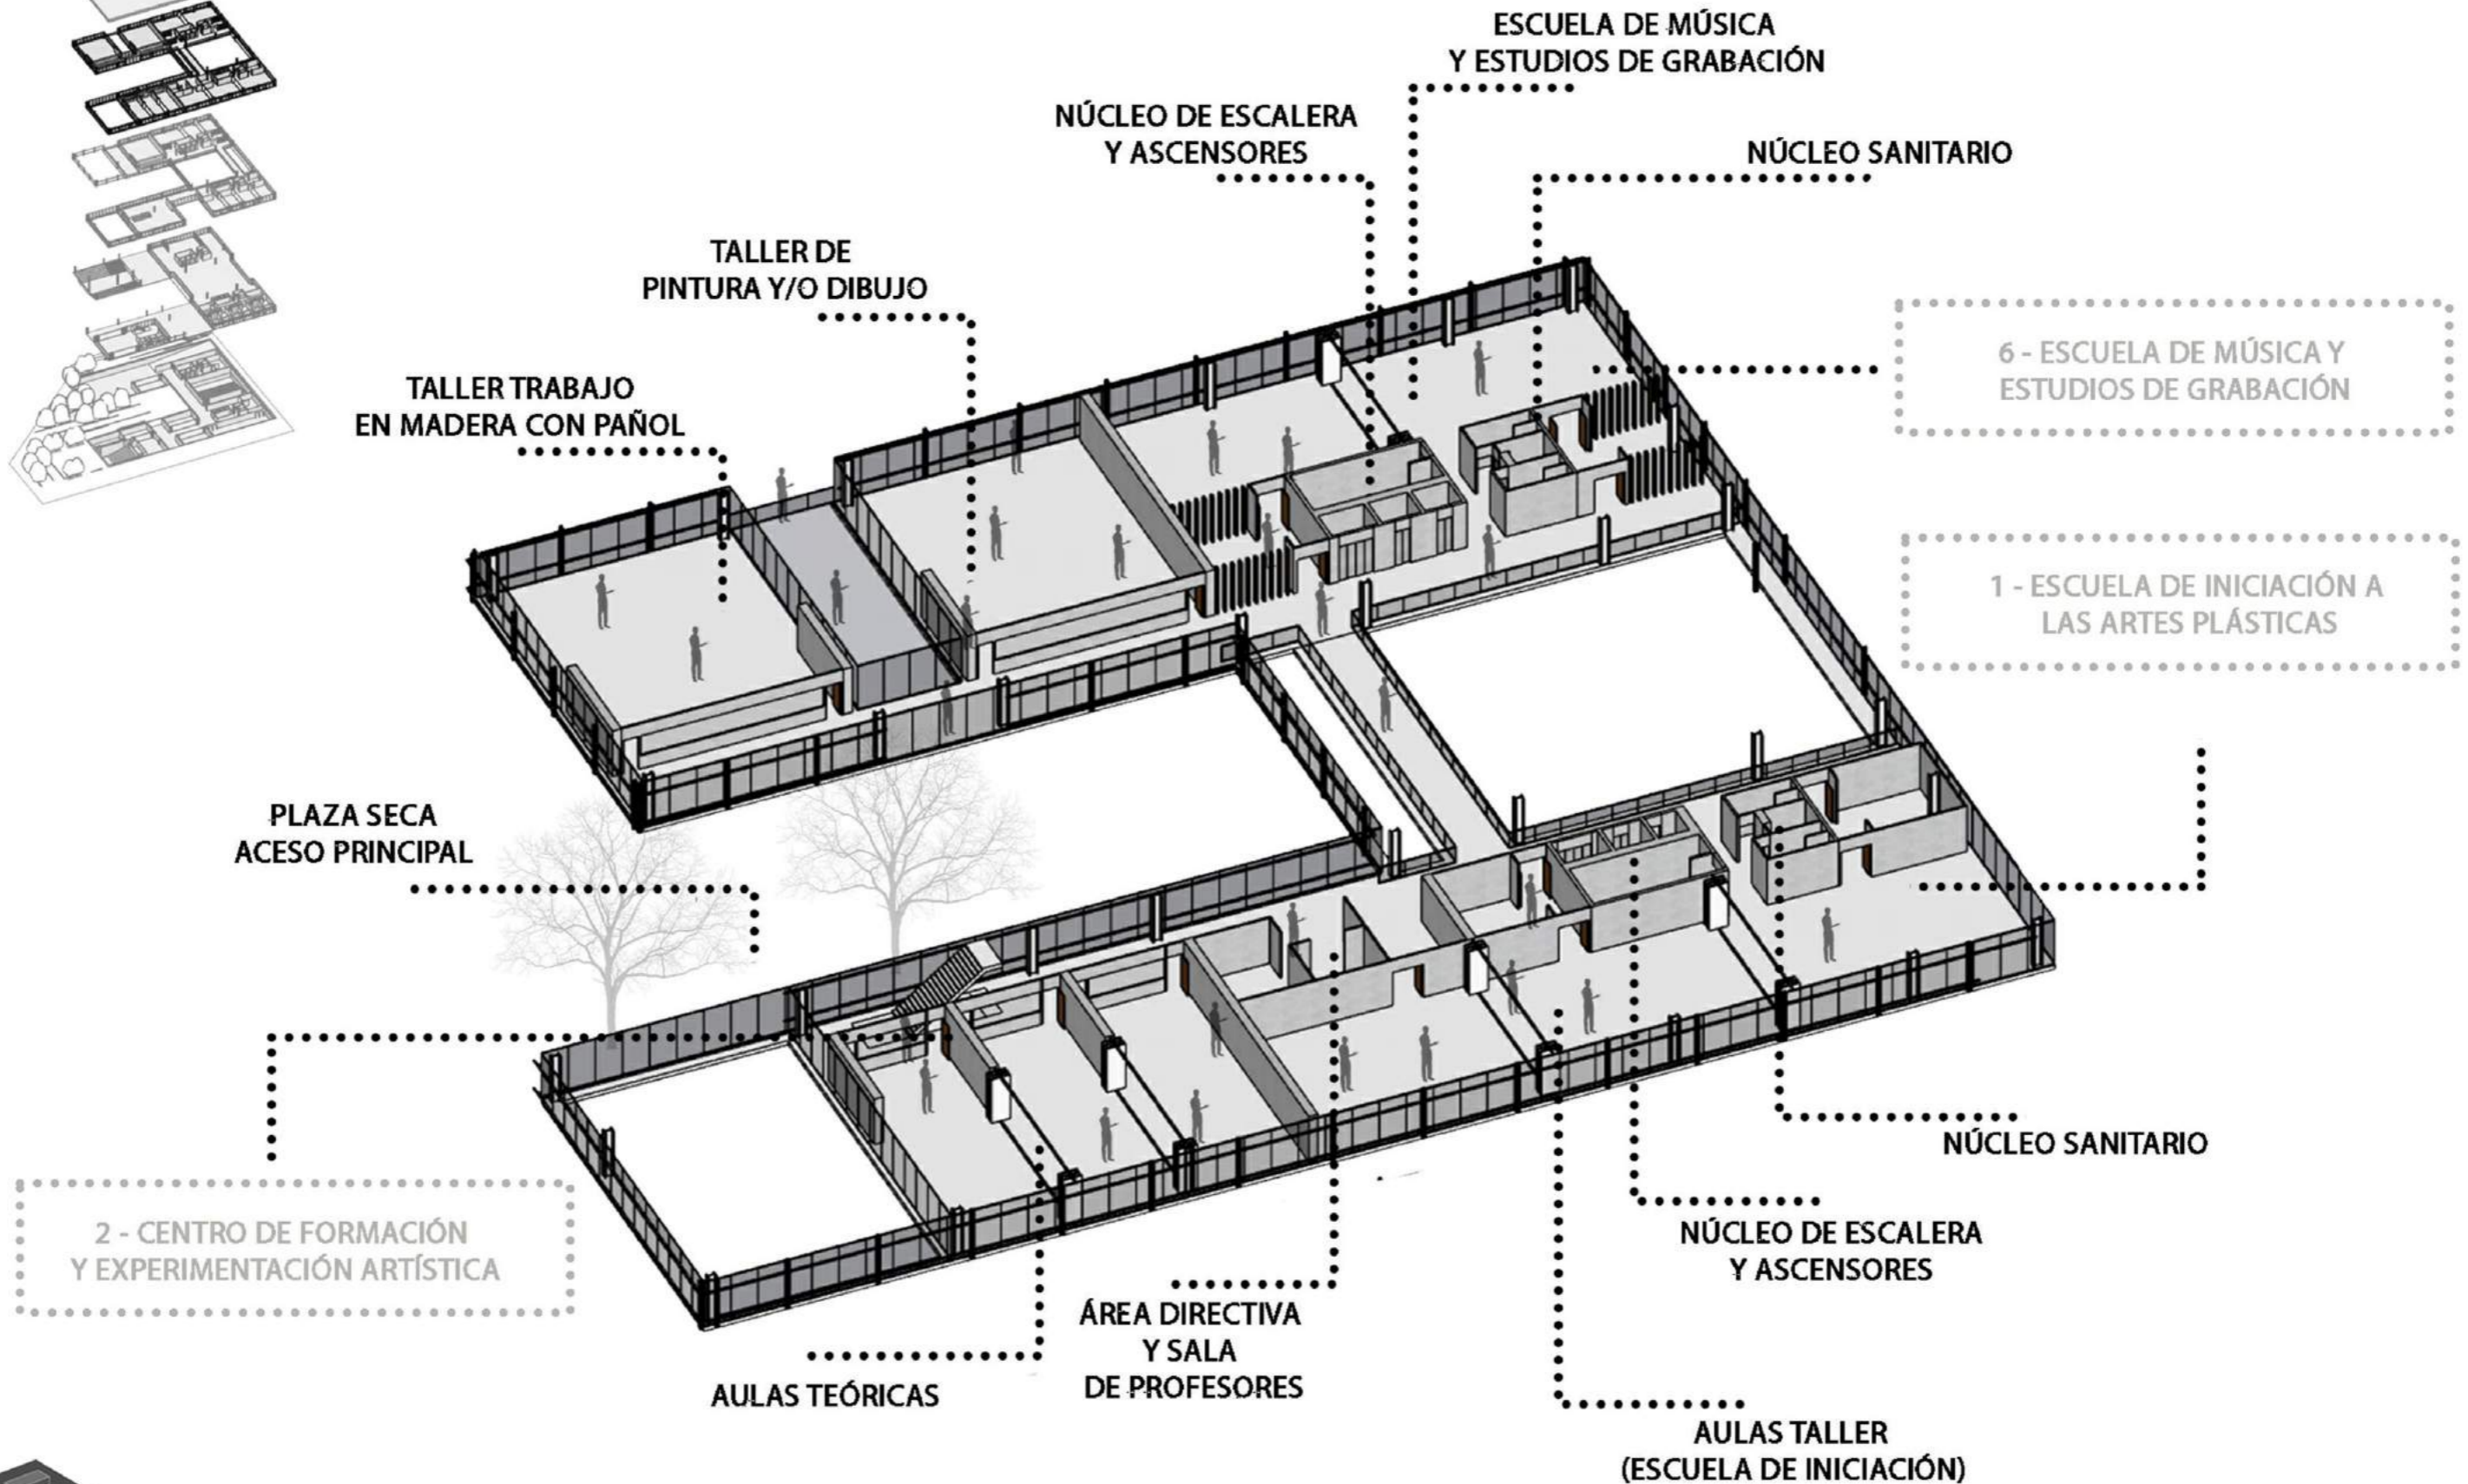 ESCUELA DE MÚSICA
Y ESTUDIOS DE GRABACIÓN
NÚCLEO DE ESCALERA
Y ASCENSORES
NÚCLEO SANITARIO
TALLER DE
PINTURA Y/O DIBUJO
6 - ESCUELA DE MÚSICA Y
ESTUDIOS DE GRABACIÓN
TALLER TRABAJO
EN MADERA CON PAÑOL
1 - ESCUELA DE INICIACIÓN A
LAS ARTES PLÁSTICAS
PLAZA SECA
ACESO PRINCIPAL
NÚCLEO SANITARIO
2 - CENTRO DE FORMACIÓN
Y EXPERIMENTACIÓN ARTÍSTICA
NÚCLEO DE ESCALERA
Y ASCENSORES
ÁREA DIRECTIVA
Y SALA
DE PROFESORES
AULAS TEÓRICAS
AULAS TALLER
(ESCUELA DE INICIACIÓN)